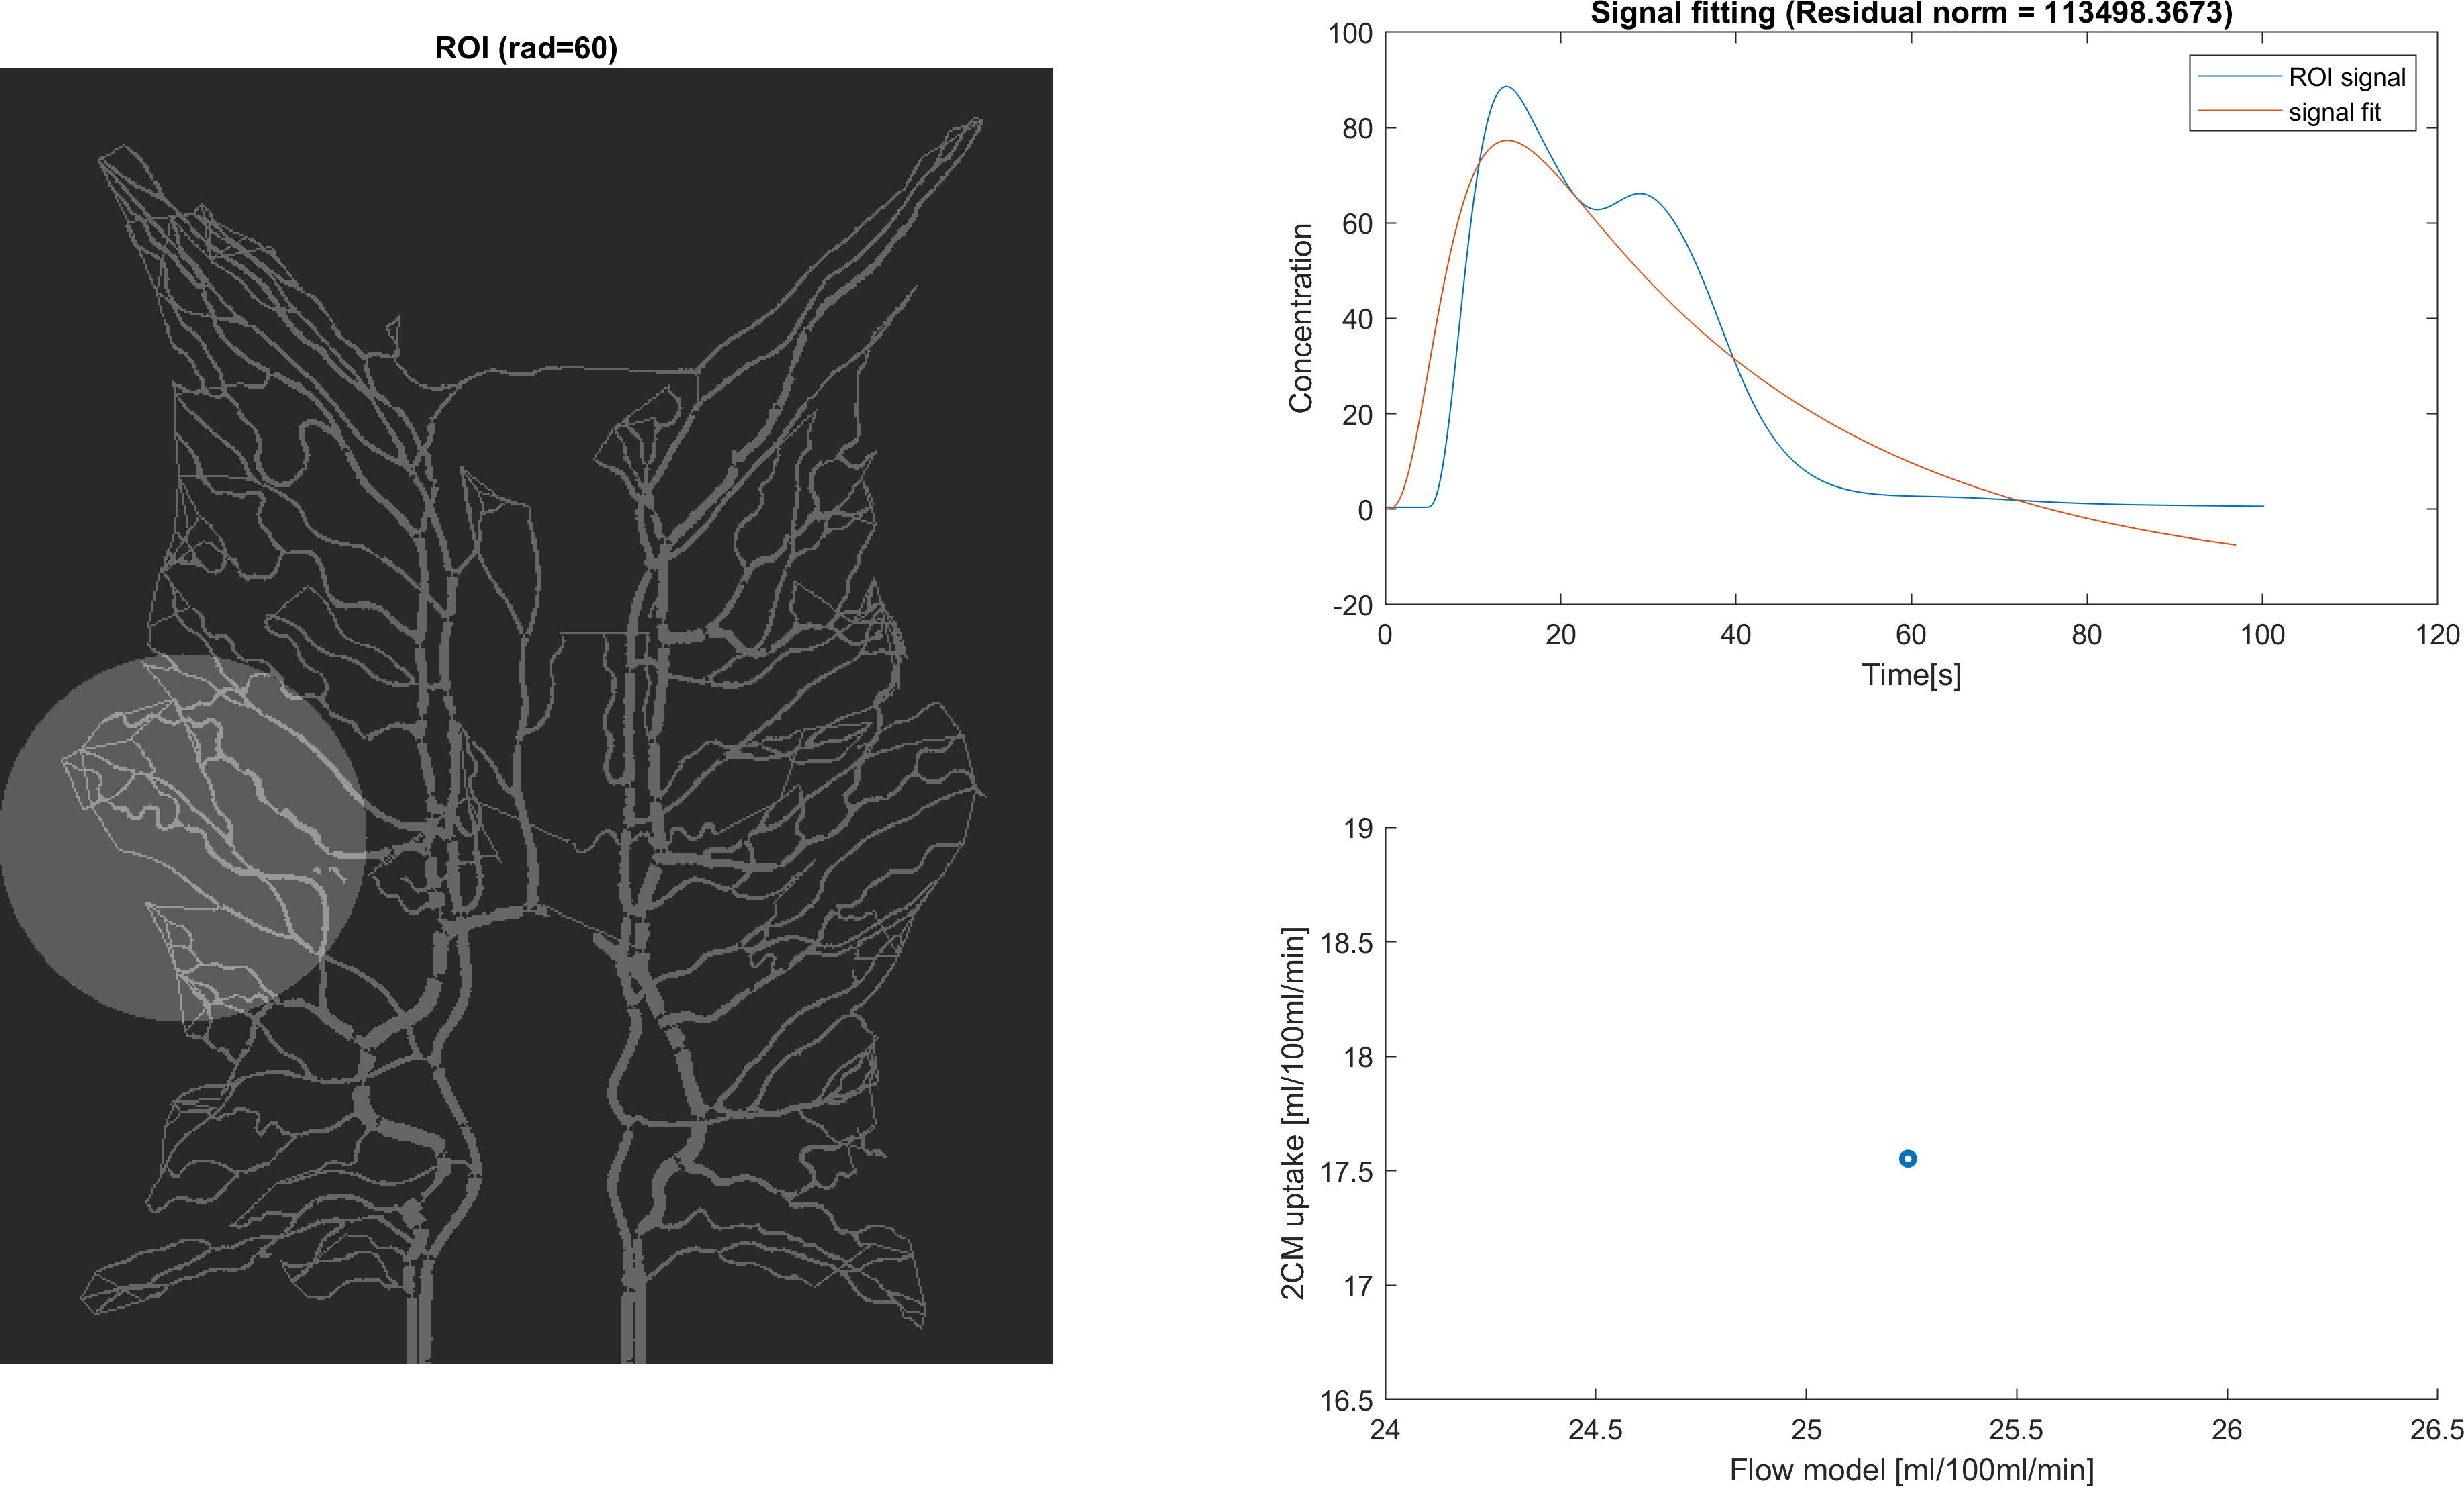 ROI (rad=60)
Signal fitting (Residual norm = 113498.3673)
100
80
60
40
20
0
-20
Concentration
ROI signal
signal fit
0 20 40 60 80 100 120
Time[s]
19
18.5
18
17.5
17
16.5
2CM uptake [ml/100ml/min]
24 24.5 25 25.5 26 26.5
Flow model [ml/100ml/min]